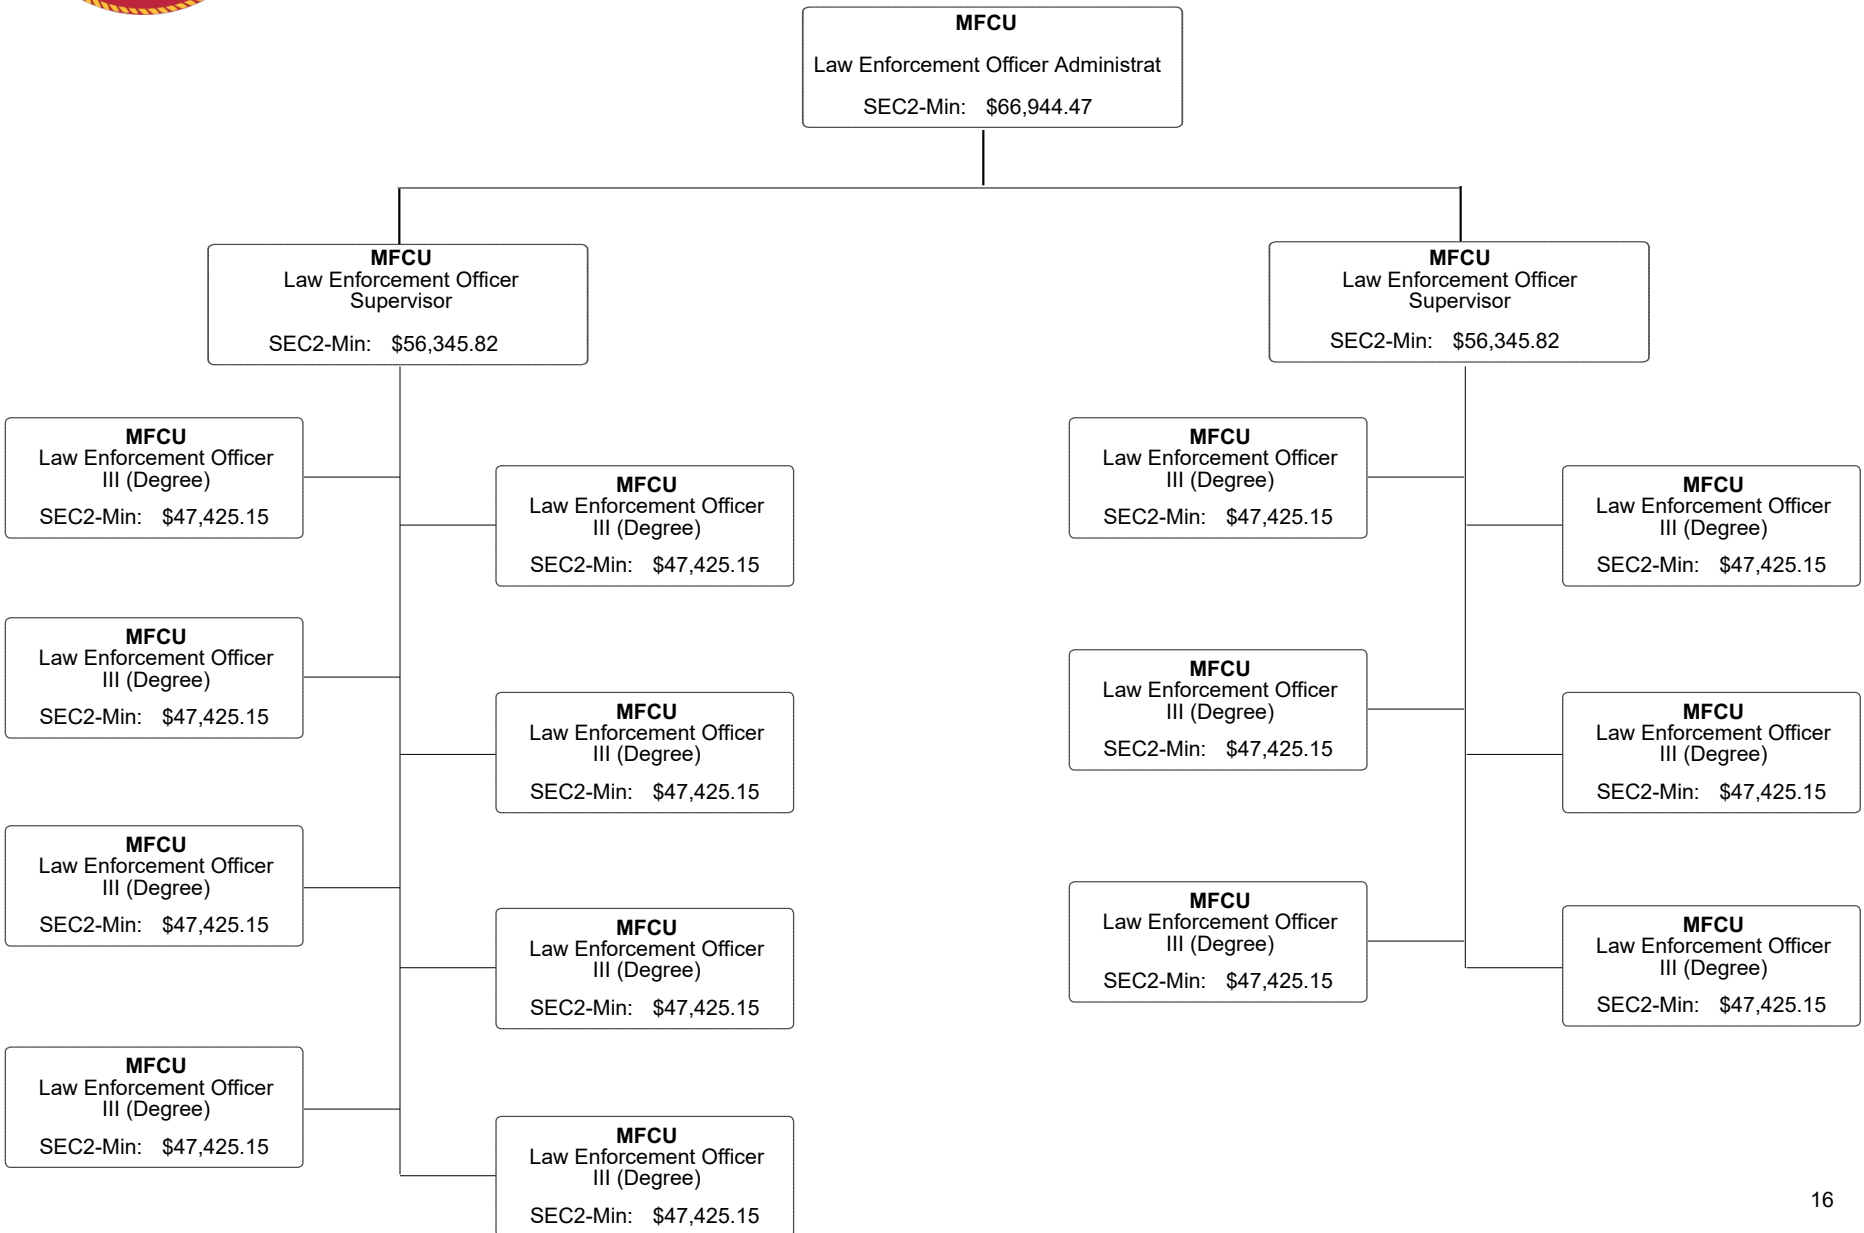 MFCU
Law Enforcement Officer Administrat
SEC2-Min: $66,944.47
MFCU
Law Enforcement Officer
Supervisor
SEC2-Min: $56,345.82
MFCU
Law Enforcement Officer
Supervisor
SEC2-Min: $56,345.82
MFCU
Law Enforcement Officer
III (Degree)
SEC2-Min: $47,425.15
MFCU
Law Enforcement Officer
III (Degree)
SEC2-Min: $47,425.15
MFCU
Law Enforcement Officer
III (Degree)
SEC2-Min: $47,425.15
MFCU
Law Enforcement Officer
III (Degree)
SEC2-Min: $47,425.15
MFCU
Law Enforcement Officer
III (Degree)
SEC2-Min: $47,425.15
MFCU
Law Enforcement Officer
III (Degree)
SEC2-Min: $47,425.15
MFCU
Law Enforcement Officer
III (Degree)
SEC2-Min: $47,425.15
MFCU
Law Enforcement Officer
III (Degree)
SEC2-Min: $47,425.15
MFCU
Law Enforcement Officer
III (Degree)
SEC2-Min: $47,425.15
MFCU
Law Enforcement Officer
III (Degree)
SEC2-Min: $47,425.15
MFCU
Law Enforcement Officer
III (Degree)
SEC2-Min: $47,425.15
MFCU
Law Enforcement Officer
III (Degree)
SEC2-Min: $47,425.15
MFCU
Law Enforcement Officer
III (Degree)
SEC2-Min: $47,425.15
MFCU
Law Enforcement Officer
III (Degree)
SEC2-Min: $47,425.15
16